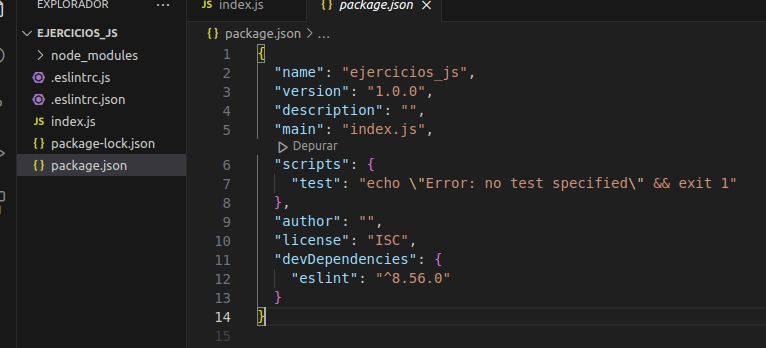 EXPLORADOR ...
EJERCICIOS_JS
node_modules
.eslintrc.js
.eslintrc.json
JS index.js
{} package-lock.json
{} package.json
JS index.js
{} package.json ×
{} package.json > ...
1 {
2 "name": "ejercicios_js",
3 "version": "1.0.0",
4 "description": "",
5 "main": "index.js",
Depurar
6 "scripts": {
7 "test": "echo \"Error: no test specified\" && exit 1"
8 },
9 "author": "",
10 "license": "ISC",
11 "devDependencies": {
12 "eslint": "^8.56.0"
13 }
14 }
15